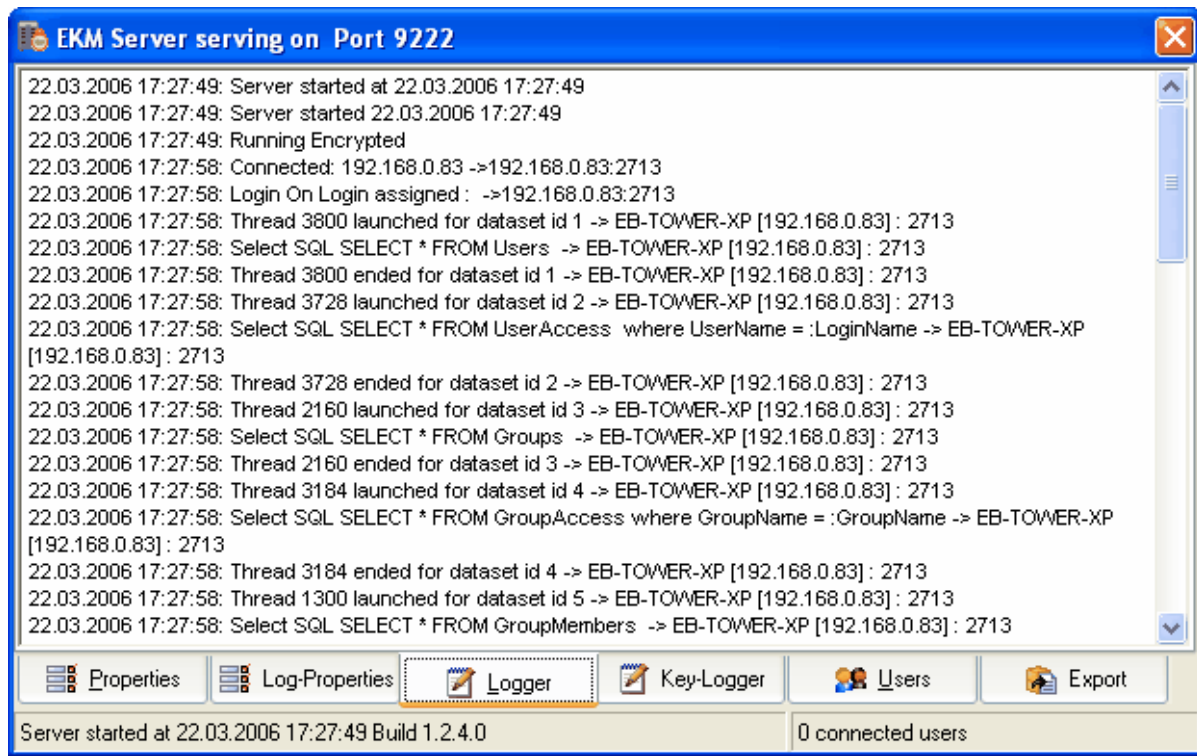 EKM Server serving on Port 9222
22.03.2006 17:27:49: Server started at 22.03.2006 17:27:49
22.03.2006 17:27:49: Server started 22.03.2006 17:27:49
22.03.2006 17:27:49: Running Encrypted
22.03.2006 17:27:58: Connected: 192.168.0.83 ->192.168.0.83:2713
22.03.2006 17:27:58: Login On Login assigned :  ->192.168.0.83:2713
22.03.2006 17:27:58: Thread 3800 launched for dataset id 1 -> EB-TOWER-XP [192.168.0.83] : 2713
22.03.2006 17:27:58: Select SQL SELECT * FROM Users  -> EB-TOWER-XP [192.168.0.83] : 2713
22.03.2006 17:27:58: Thread 3800 ended for dataset id 1 -> EB-TOWER-XP [192.168.0.83] : 2713
22.03.2006 17:27:58: Thread 3728 launched for dataset id 2 -> EB-TOWER-XP [192.168.0.83] : 2713
22.03.2006 17:27:58: Select SQL SELECT * FROM UserAccess  where UserName = :LoginName -> EB-TOWER-XP
[192.168.0.83] : 2713
22.03.2006 17:27:58: Thread 3728 ended for dataset id 2 -> EB-TOWER-XP [192.168.0.83] : 2713
22.03.2006 17:27:58: Thread 2160 launched for dataset id 3 -> EB-TOWER-XP [192.168.0.83] : 2713
22.03.2006 17:27:58: Select SQL SELECT * FROM Groups  -> EB-TOWER-XP [192.168.0.83] : 2713
22.03.2006 17:27:58: Thread 2160 ended for dataset id 3 -> EB-TOWER-XP [192.168.0.83] : 2713
22.03.2006 17:27:58: Thread 3184 launched for dataset id 4 -> EB-TOWER-XP [192.168.0.83] : 2713
22.03.2006 17:27:58: Select SQL SELECT * FROM GroupAccess where GroupName = :GroupName -> EB-TOWER-XP
[192.168.0.83] : 2713
22.03.2006 17:27:58: Thread 3184 ended for dataset id 4 -> EB-TOWER-XP [192.168.0.83] : 2713
22.03.2006 17:27:58: Thread 1300 launched for dataset id 5 -> EB-TOWER-XP [192.168.0.83] : 2713
22.03.2006 17:27:58: Select SQL SELECT * FROM GroupMembers  -> EB-TOWER-XP [192.168.0.83] : 2713
Properties Log-Properties Logger Key-Logger Users Export
Server started at 22.03.2006 17:27:49 Build 1.2.4.0 0 connected users